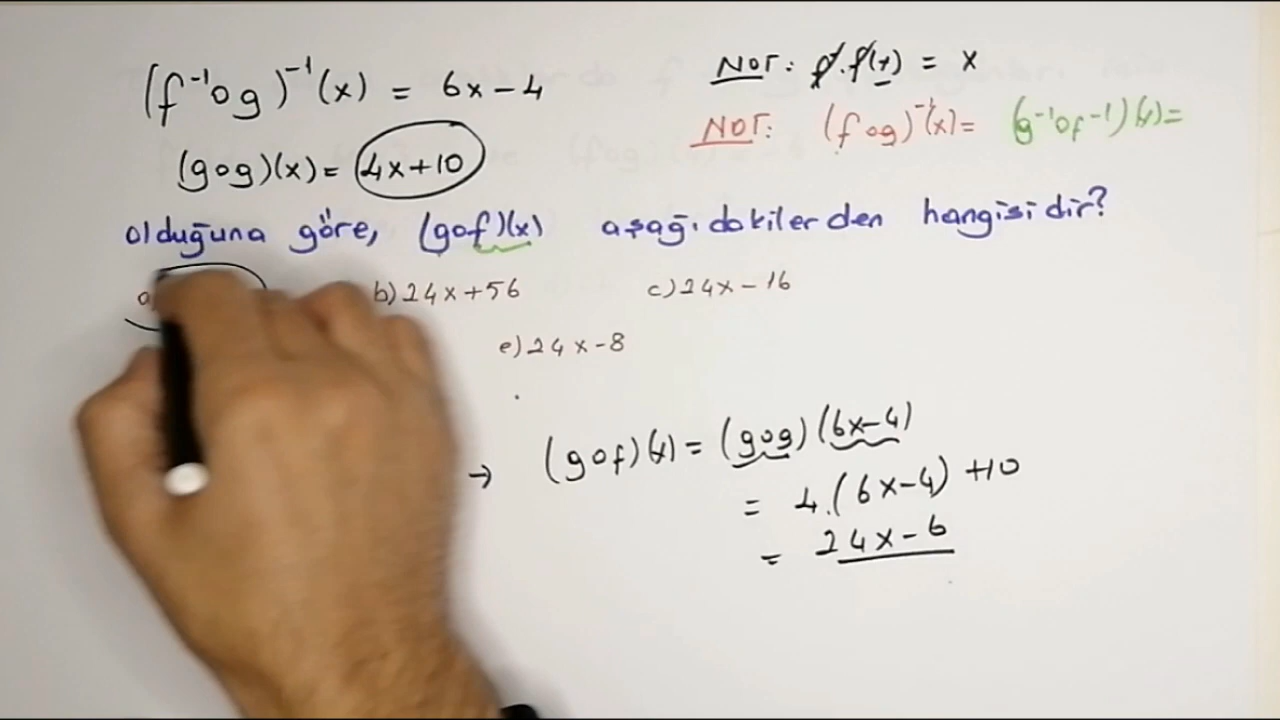 (f⁻¹og)⁻¹(x) = 6x-4
(gog)(x) = 4x+10
NOT: f⁻¹.f(x) = x
NOT: (fog)⁻¹(x) = (g⁻¹of⁻¹)(x) =
olduğuna göre, (gof)(x) aşağıdakilerden hangisidir?
a)
b) 24x+56
c) 24x-16
e) 24x-8
→ (gof)(x) = (gog)(6x-4)
= 4.(6x-4) +10
= 24x-6